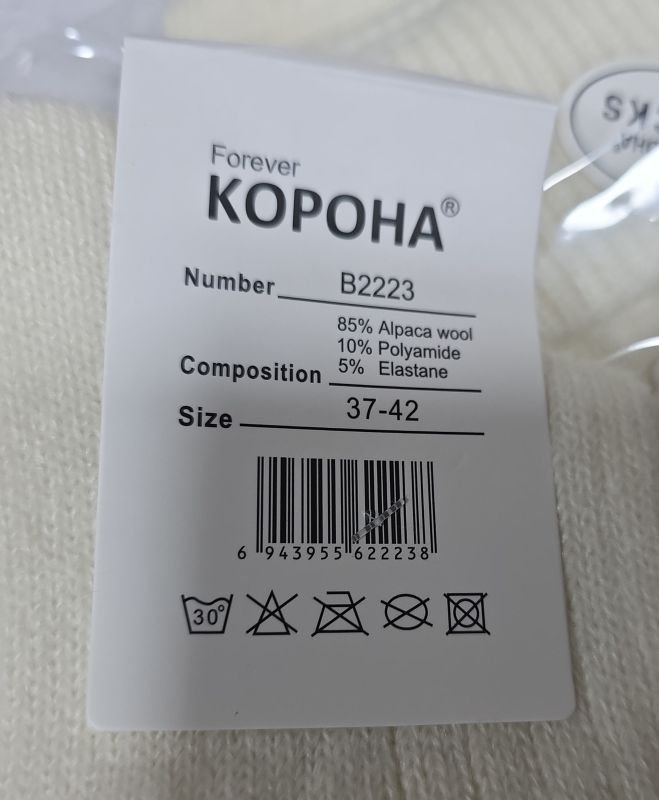 Forever
КОРОНА®
Number B2223
85% Alpaca wool
10% Polyamide
Composition 5% Elastane
Size 37-42
6 943955 622238
30°